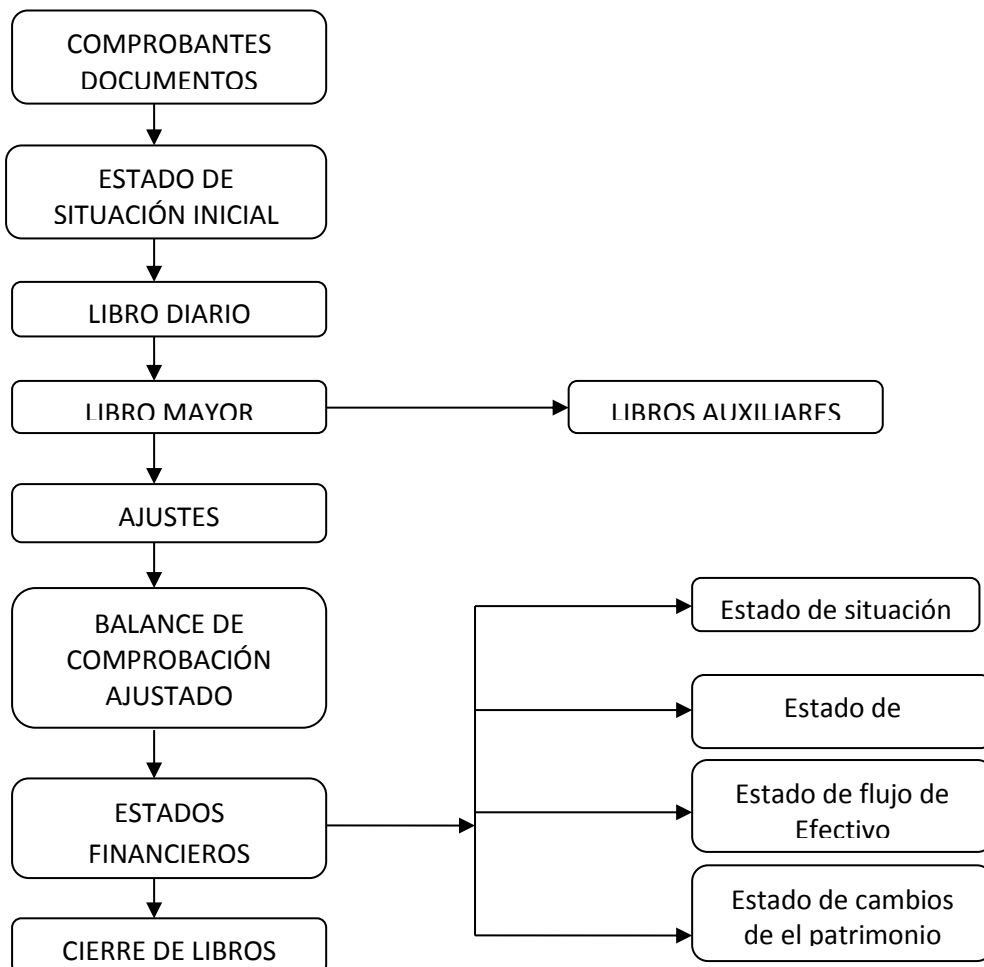 COMPROBANTES
DOCUMENTOS
ESTADO DE
SITUACIÓN INICIAL
LIBRO DIARIO
LIBRO MAYOR
LIBROS AUXILIARES
AJUSTES
BALANCE DE
COMPROBACIÓN
AJUSTADO
ESTADOS
FINANCIEROS
CIERRE DE LIBROS
Estado de situación
Estado de
Estado de flujo de
Efectivo
Estado de cambios
de el patrimonio